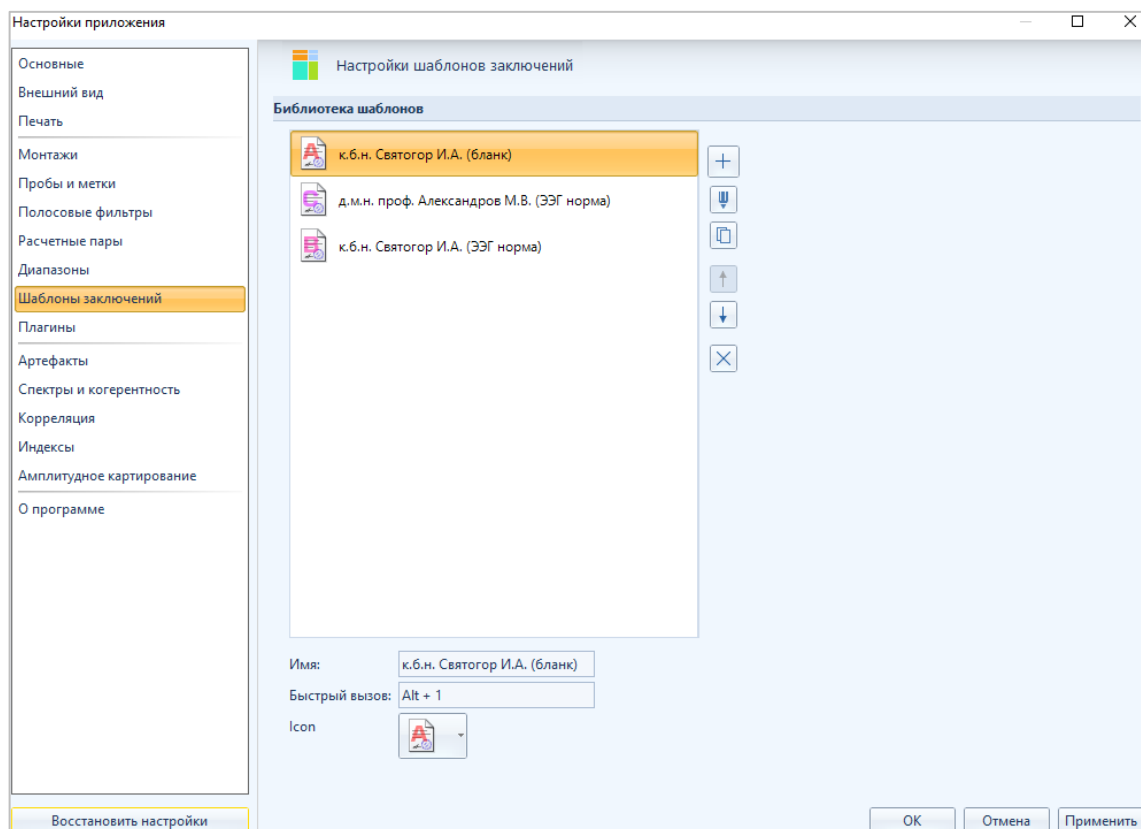 Настройки приложения
Основные
Внешний вид
Печать
Монтажи
Пробы и метки
Полосовые фильтры
Расчетные пары
Диапазоны
Шаблоны заключений
Плагины
Артефакты
Спектры и когерентность
Корреляция
Индексы
Амплитудное картирование
О программе
Восстановить настройки
Настройки шаблонов заключений
Библиотека шаблонов
к.б.н. Святогор И.А. (бланк)
д.м.н. проф. Александров М.В. (ЭЭГ норма)
к.б.н. Святогор И.А. (ЭЭГ норма)
Имя: к.б.н. Святогор И.А. (бланк)
Быстрый вызов: Alt + 1
Icon
ОК Отмена Применить